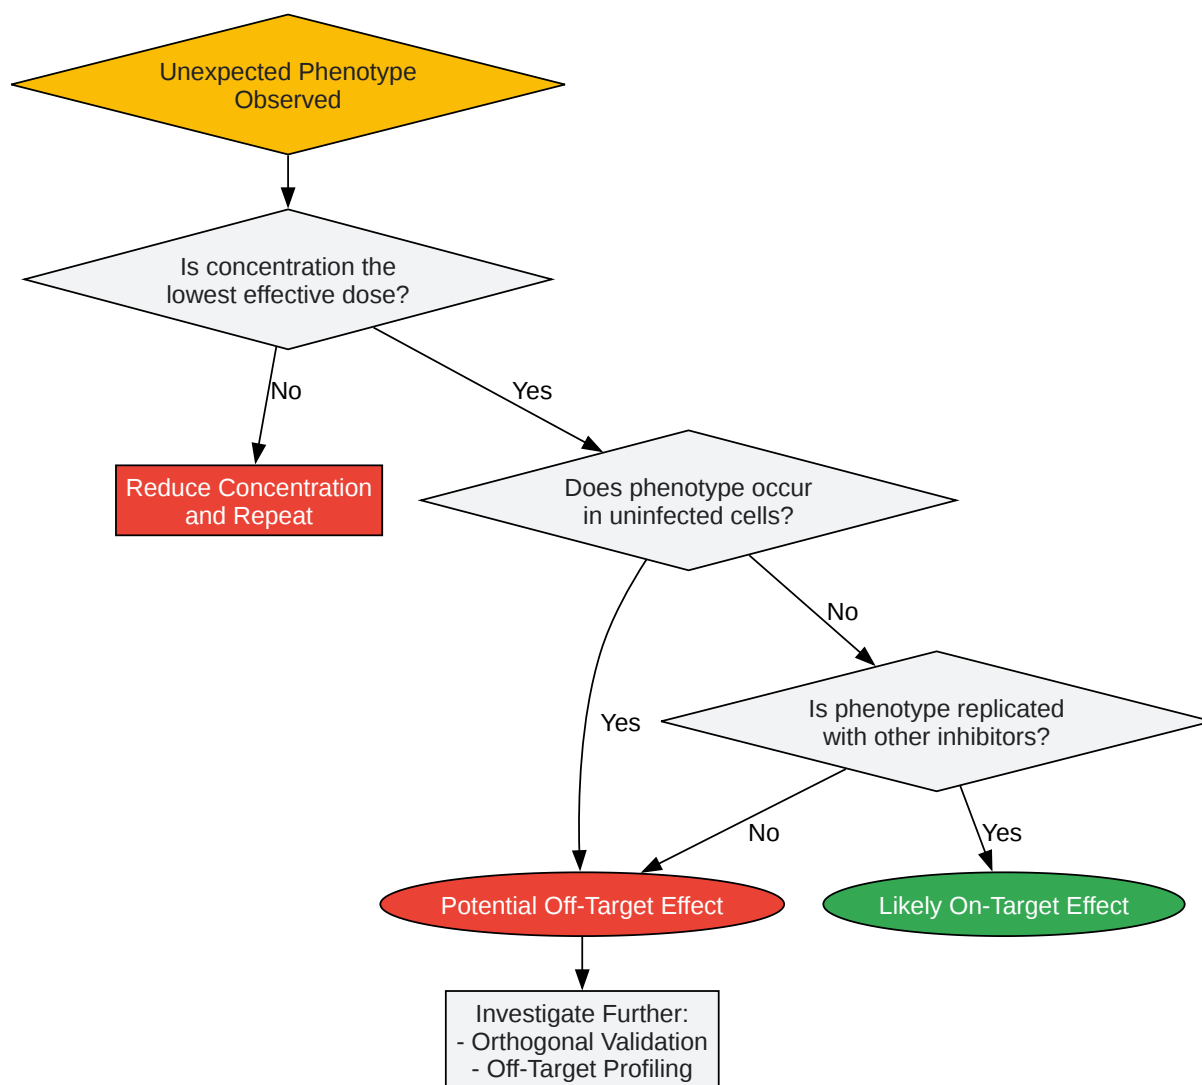 Unexpected Phenotype
Observed
Is concentration the
lowest effective dose?
No
Yes
Reduce Concentration
and Repeat
Does phenotype occur
in uninfected cells?
No
Yes
Is phenotype replicated
with other inhibitors?
No
Yes
Potential Off-Target Effect
Likely On-Target Effect
Investigate Further:
- Orthogonal Validation
- Off-Target Profiling